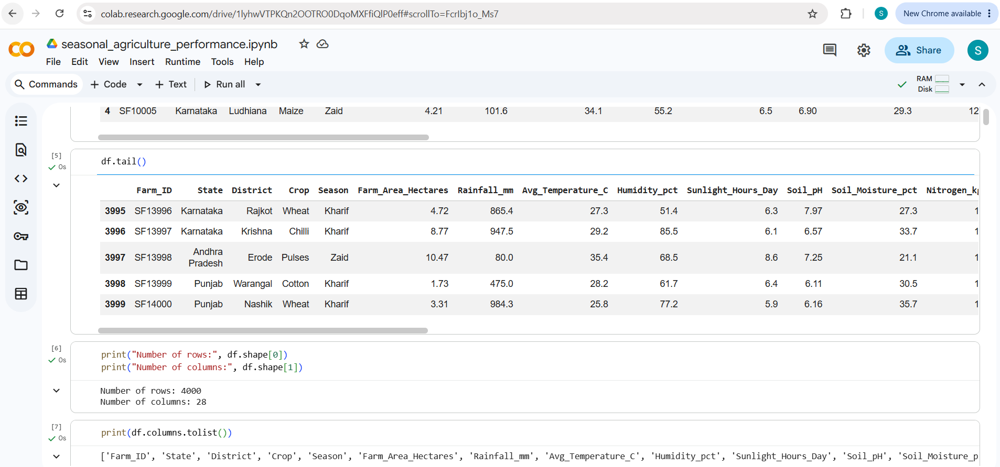 colab.research.google.com/drive/1lyhwVTPKQn2OOTRO0DqoMXFfiQlP0eff#scrollTo=FcrIbj1o_Ms7
S
New Chrome available
seasonal_agriculture_performance.ipynb
Share
S
File Edit View Insert Runtime Tools Help
Commands + Code + Text Run all
RAM
Disk
4 SF10005 Karnataka Ludhiana Maize Zaid 4.21 101.6 34.1 55.2 6.5 6.90 29.3 12
[5]
0s
df.tail()
Farm_ID State District Crop Season Farm_Area_Hectares Rainfall_mm Avg_Temperature_C Humidity_pct Sunlight_Hours_Day Soil_pH Soil_Moisture_pct Nitrogen_kg
3995 SF13996 Karnataka Rajkot Wheat Kharif 4.72 865.4 27.3 51.4 6.3 7.97 27.3 1
3996 SF13997 Karnataka Krishna Chilli Kharif 8.77 947.5 29.2 85.5 6.1 6.57 33.7 1
3997 SF13998 Andhra Pradesh Erode Pulses Zaid 10.47 80.0 35.4 68.5 8.6 7.25 21.1 1
3998 SF13999 Punjab Warangal Cotton Kharif 1.73 475.0 28.2 61.7 6.4 6.11 30.5 1
3999 SF14000 Punjab Nashik Wheat Kharif 3.31 984.3 25.8 77.2 5.9 6.16 35.7 1
[6]
0s
print("Number of rows:", df.shape[0])
print("Number of columns:", df.shape[1])
Number of rows: 4000
Number of columns: 28
[7]
0s
print(df.columns.tolist())
['Farm_ID', 'State', 'District', 'Crop', 'Season', 'Farm_Area_Hectares', 'Rainfall_mm', 'Avg_Temperature_C', 'Humidity_pct', 'Sunlight_Hours_Day', 'Soil_pH', 'Soil_Moisture_p